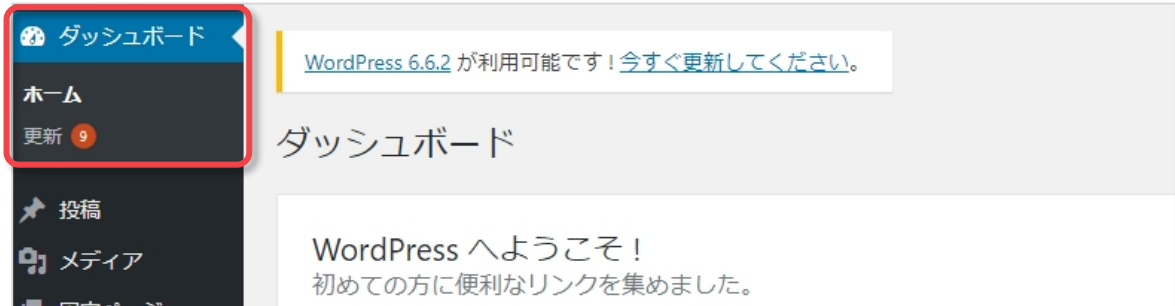 ダッシュボード
ホーム
更新 9
投稿
メディア
WordPress 6.6.2 が利用可能です ! 今すぐ更新してください。
ダッシュボード
WordPress へようこそ !
初めての方に便利なリンクを集めました。